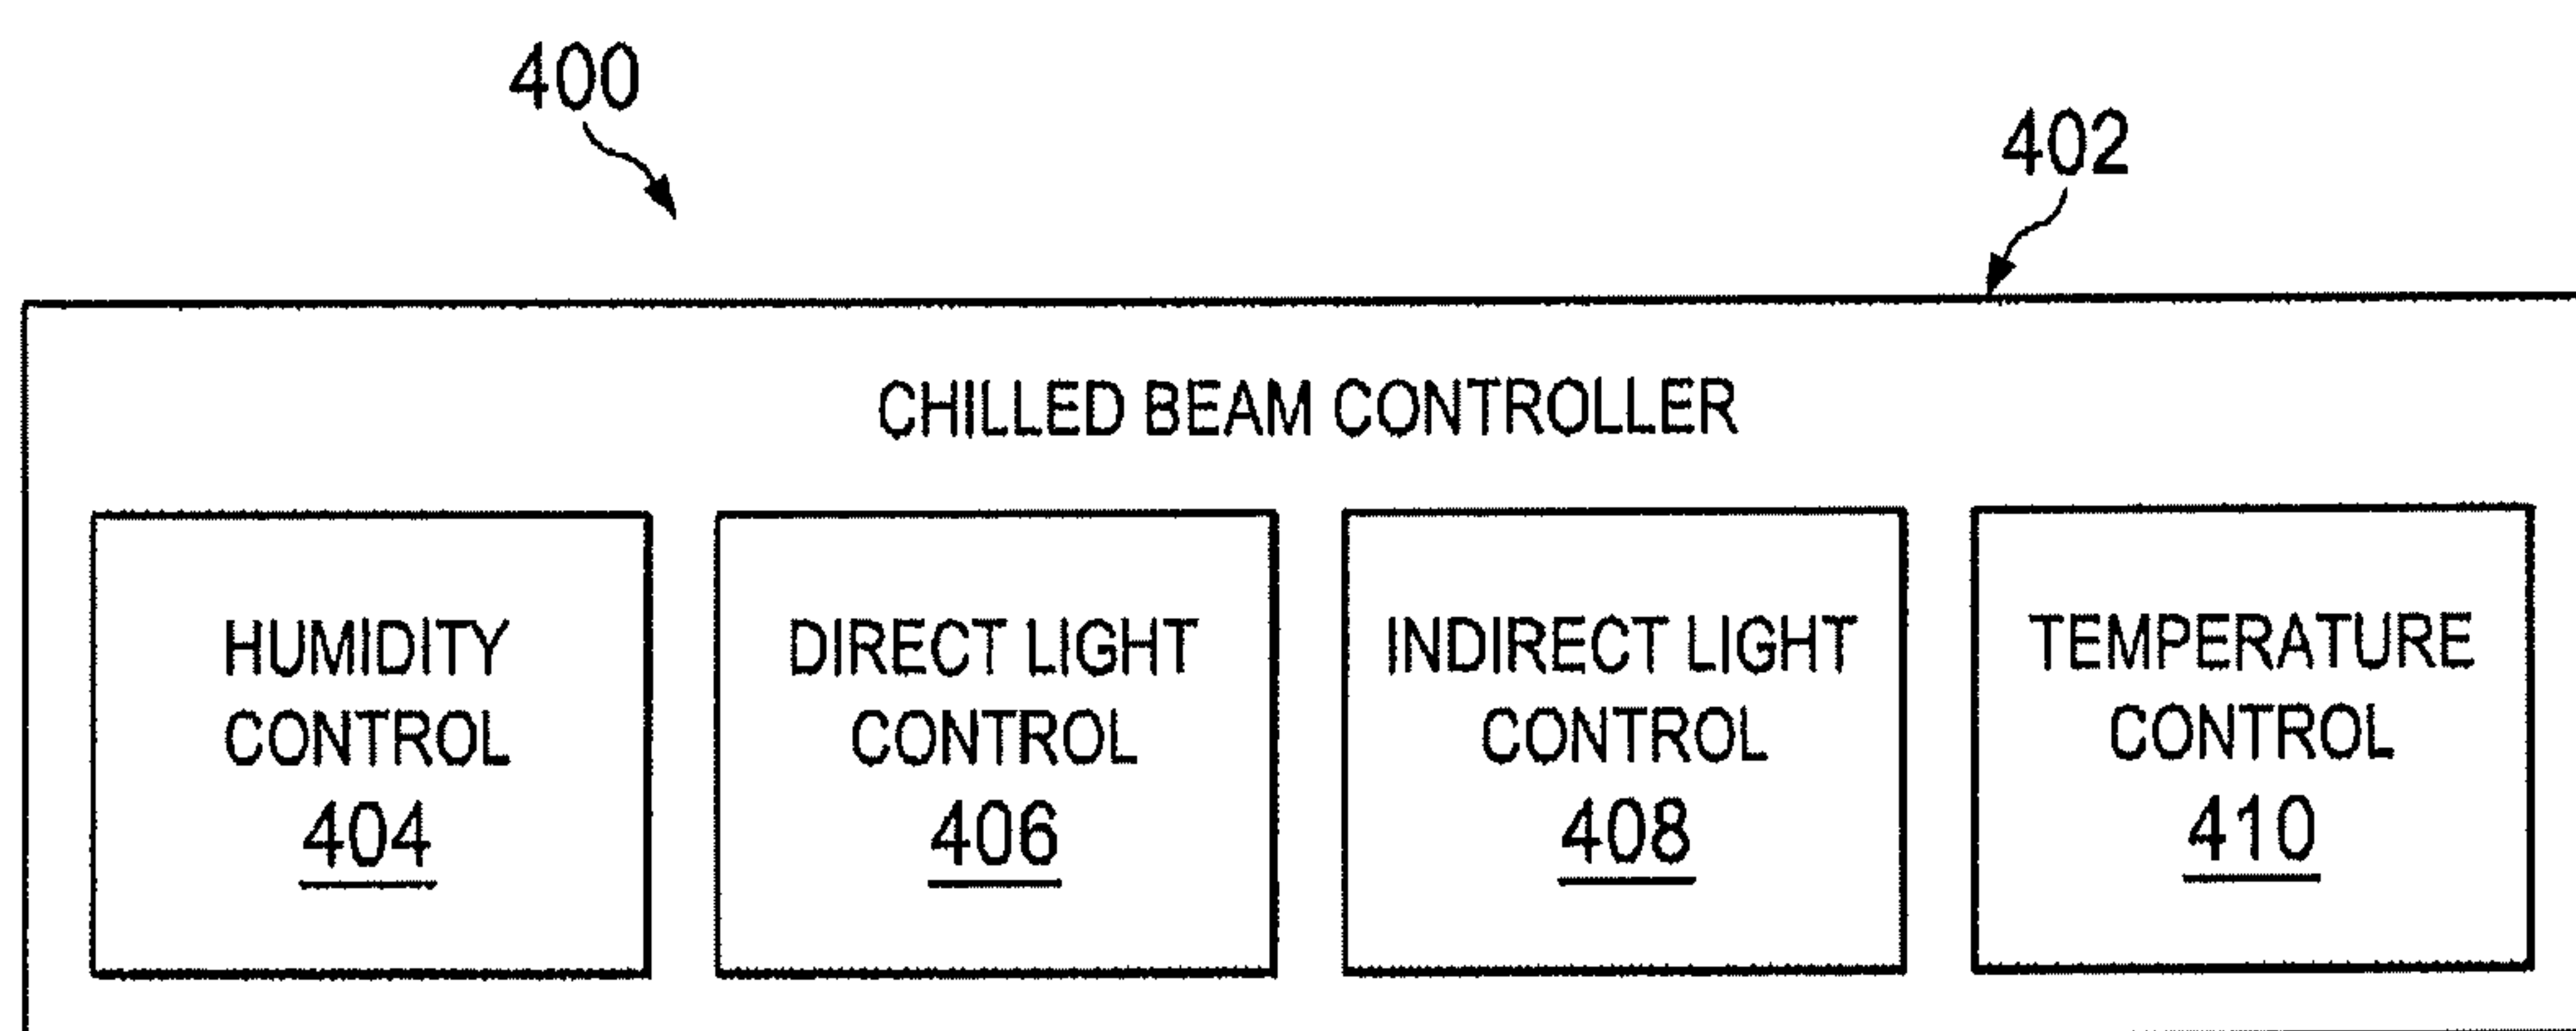 400
402
CHILLED BEAM CONTROLLER
HUMIDITY
CONTROL
404
DIRECT LIGHT
CONTROL
406
INDIRECT LIGHT
CONTROL
408
TEMPERATURE
CONTROL
410